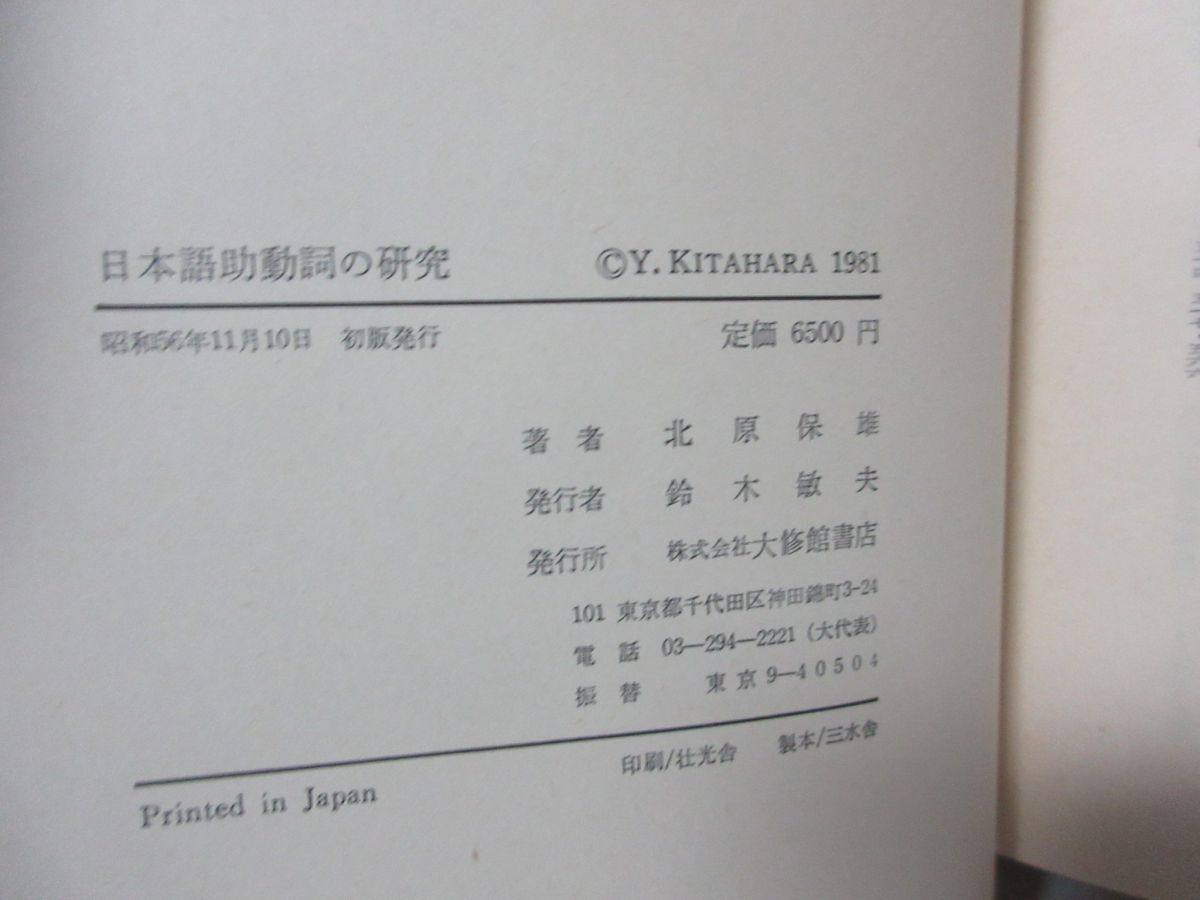 日本語助動詞の研究 ©Y. KITAHARA 1981
昭和56年11月10日 初版発行 定価 6500 円
著者 北原保雄
発行者 鈴木敏夫
発行所 株式会社大修館書店
101 東京都千代田区神田錦町3-24
電話 03—294—2221 (大代表)
振替 東京 9—40504
印刷/壮光舎 製本/三水舎
Printed in Japan